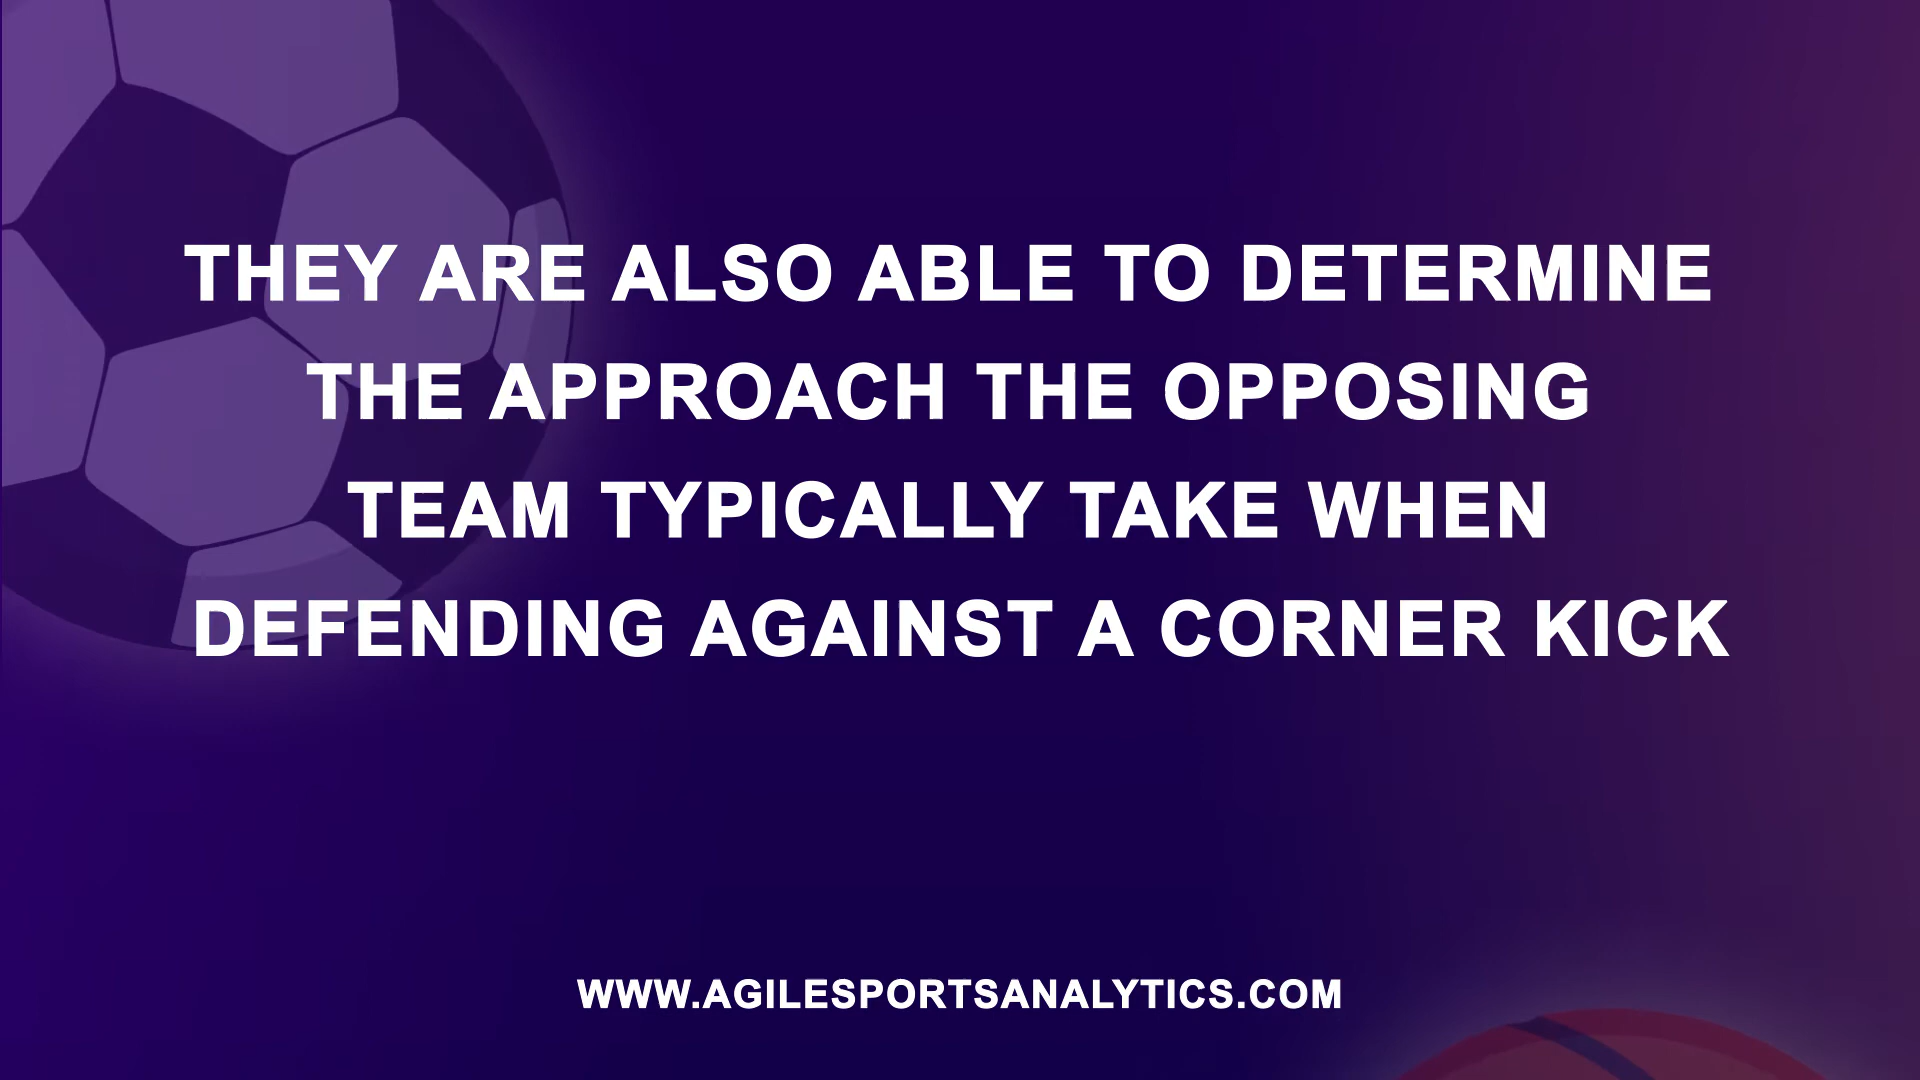 THEY ARE ALSO ABLE TO DETERMINE
THE APPROACH THE OPPOSING
TEAM TYPICALLY TAKE WHEN
DEFENDING AGAINST A CORNER KICK
WWW.AGILESPORTSANALYTICS.COM